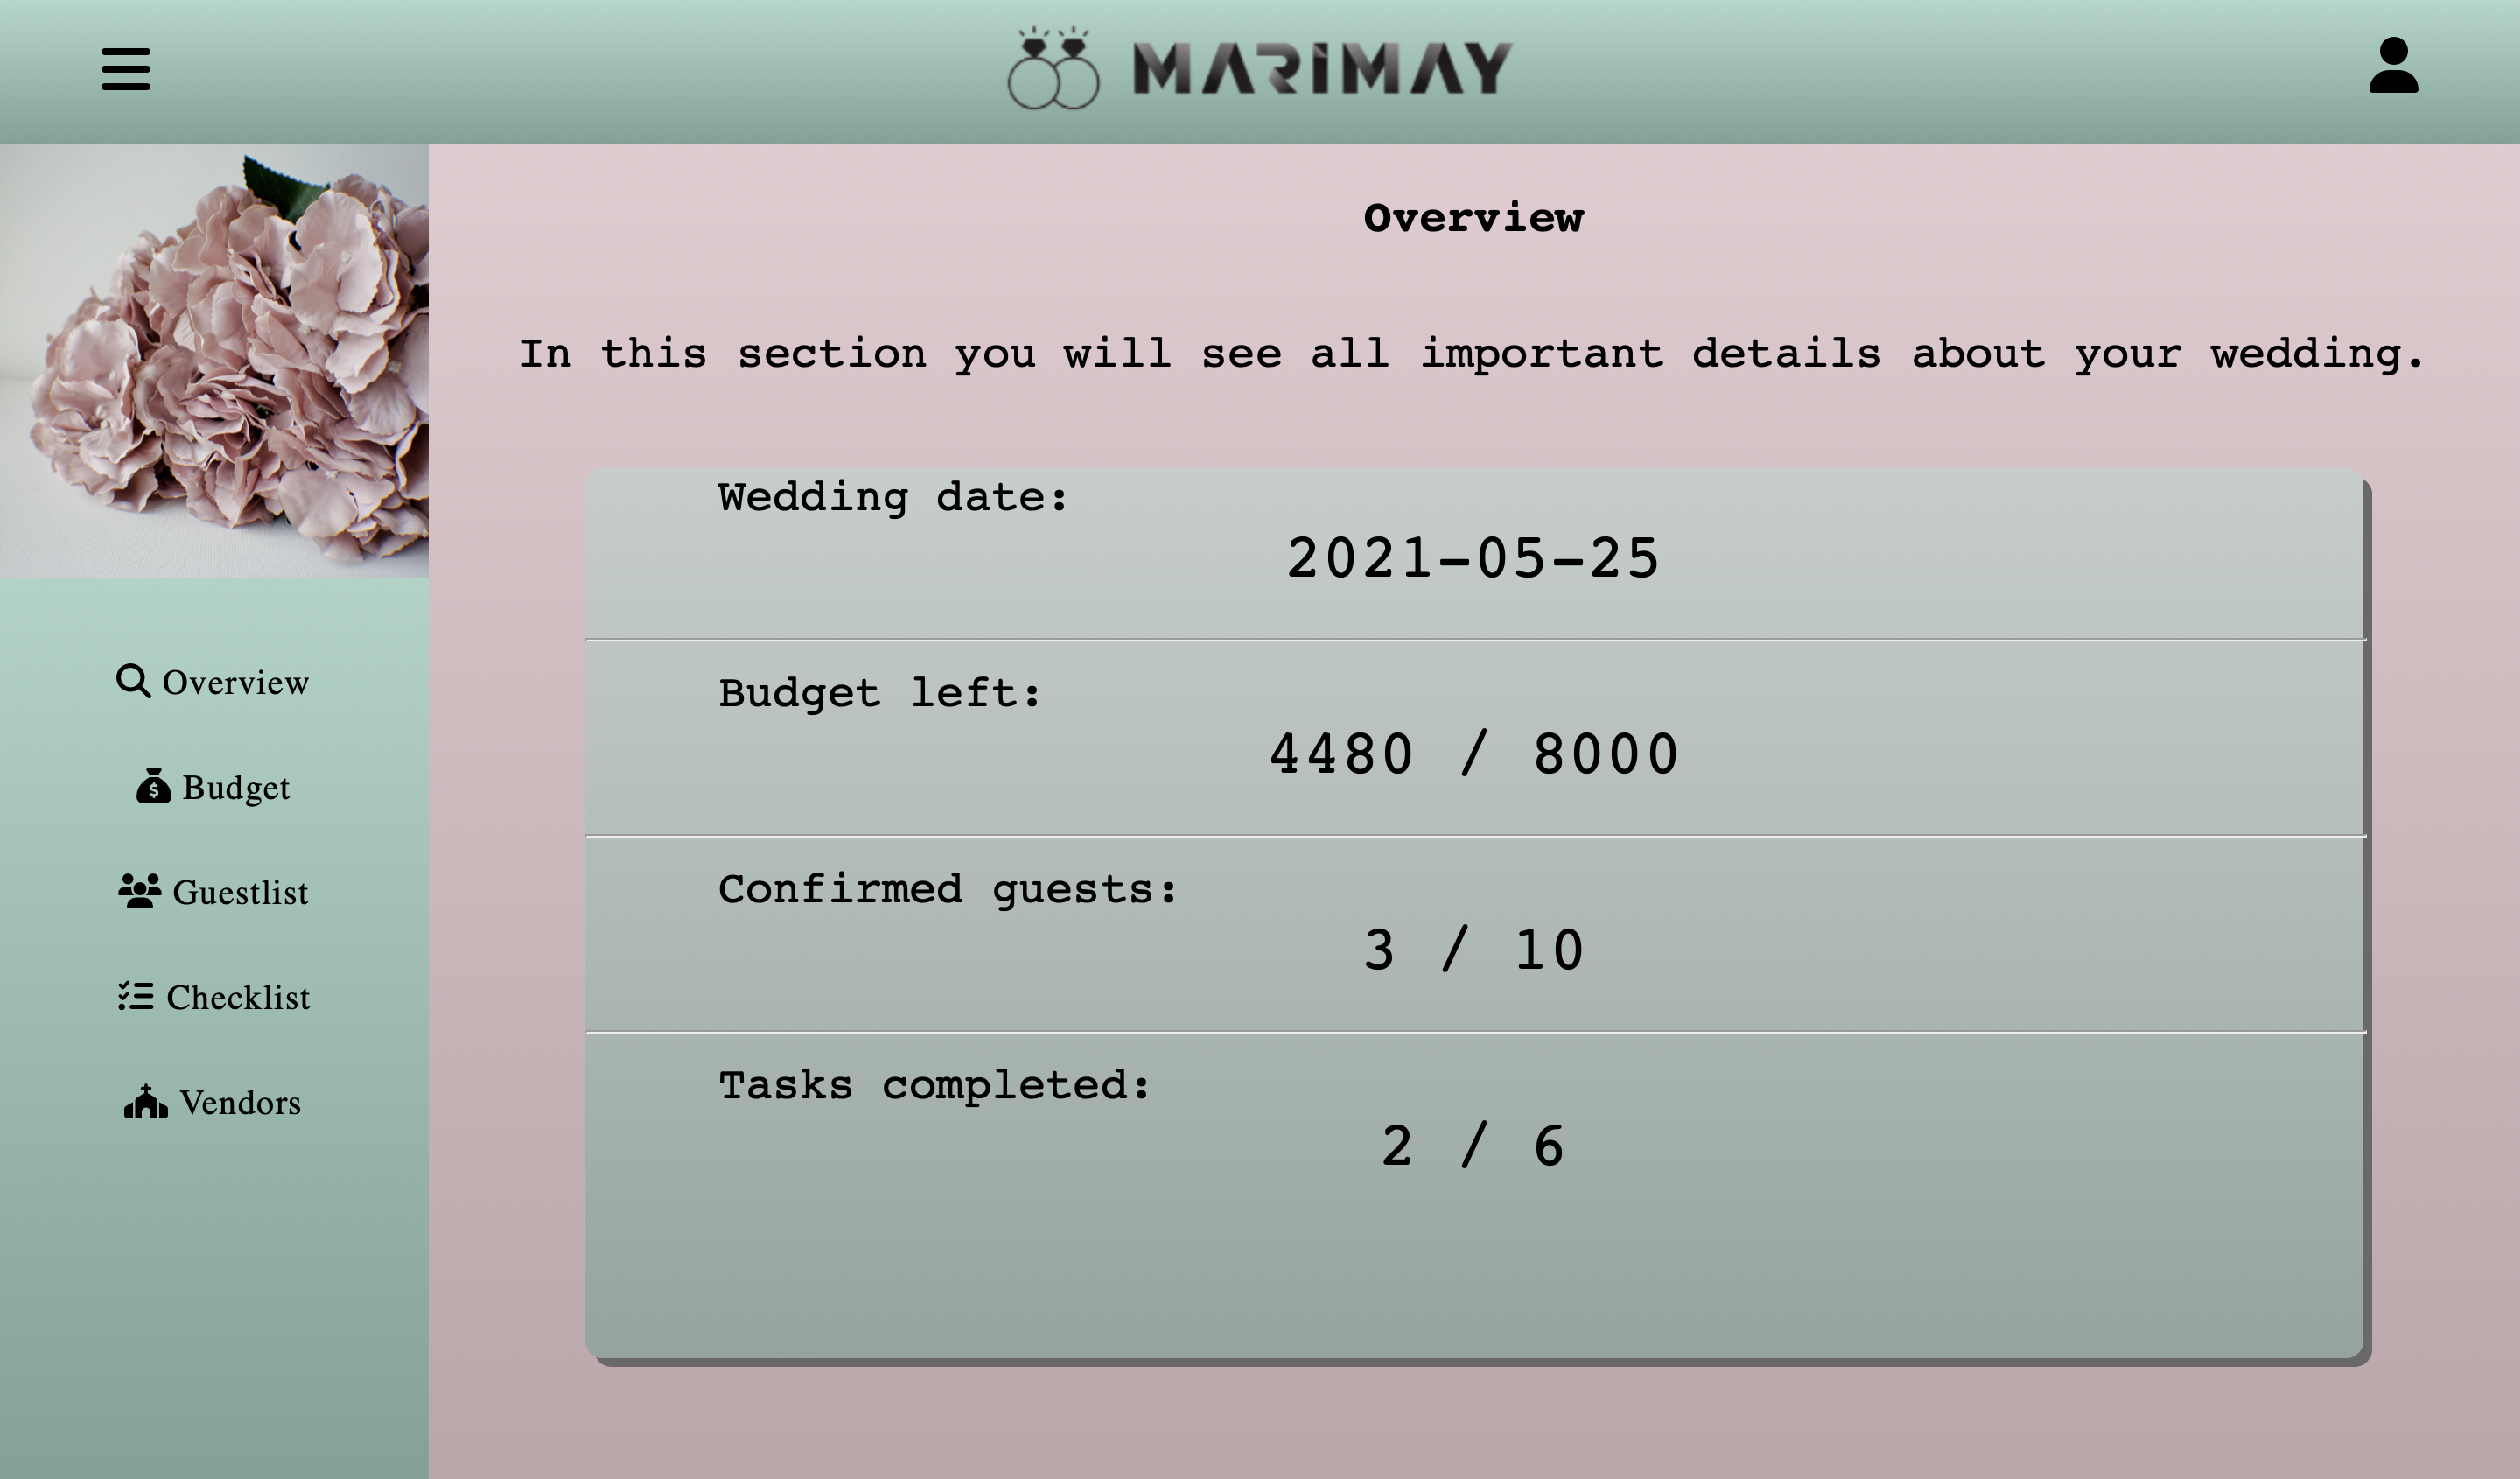 MARIMAY
Overview
In this section you will see all important details about your wedding.
Wedding date:
2021-05-25
Budget left:
4480 / 8000
Confirmed guests:
3 / 10
Tasks completed:
2 / 6
Overview
Budget
Guestlist
Checklist
Vendors